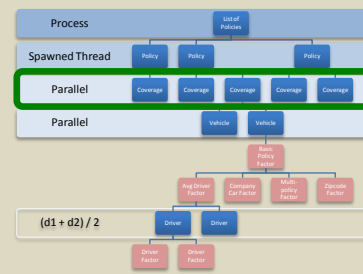 Process
List of
Policies
Spawned Thread
Policy
Policy
Policy
Parallel
Coverage
Coverage
Coverage
Coverage
Coverage
Parallel
Vehicle
Vehicle
Basic
Policy
Factor
Avg Driver
Factor
Company
Car Factor
Multi-
policy
Factor
Zipcode
Factor
(d1 + d2) / 2
Driver
Driver
Driver
Factor
Driver
Factor